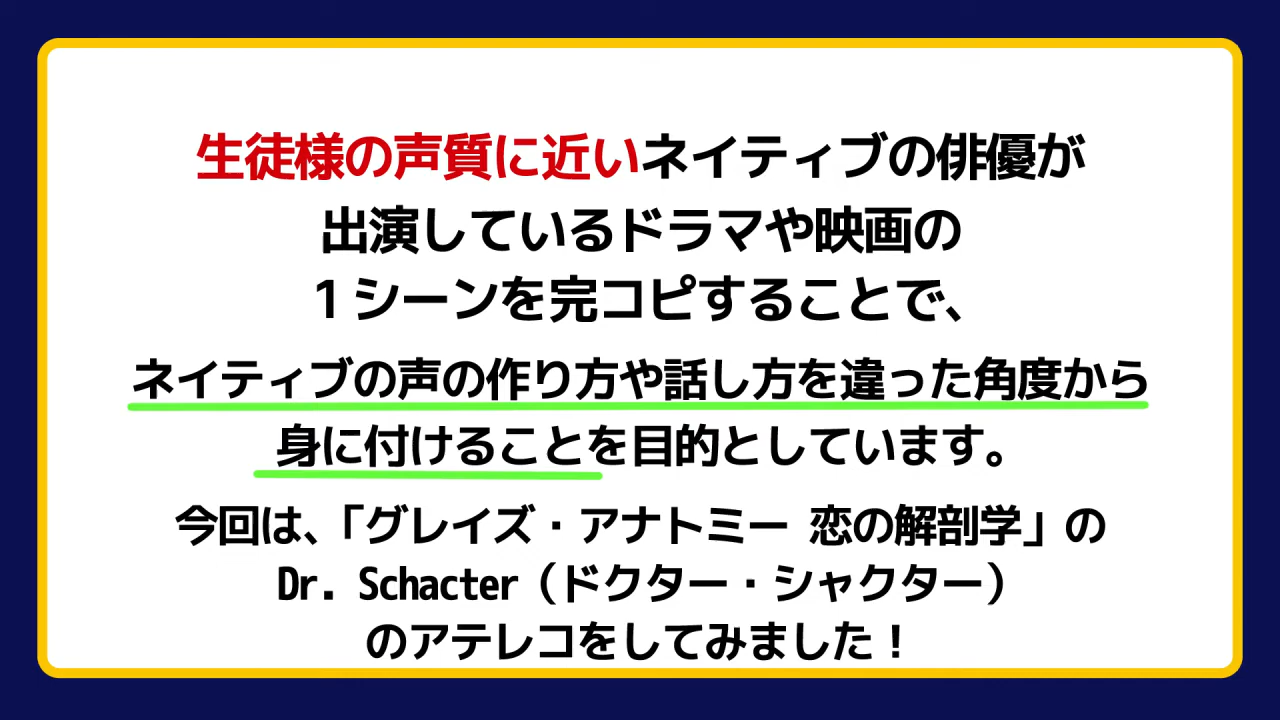 生徒様の声質に近いネイティブの俳優が
出演しているドラマや映画の
１シーンを完コピすることで、
ネイティブの声の作り方や話し方を違った角度から
身に付けることを目的としています。
今回は、「グレイズ・アナトミー 恋の解剖学」の
Dr. Schacter（ドクター・シャクター）
のアテレコをしてみました！